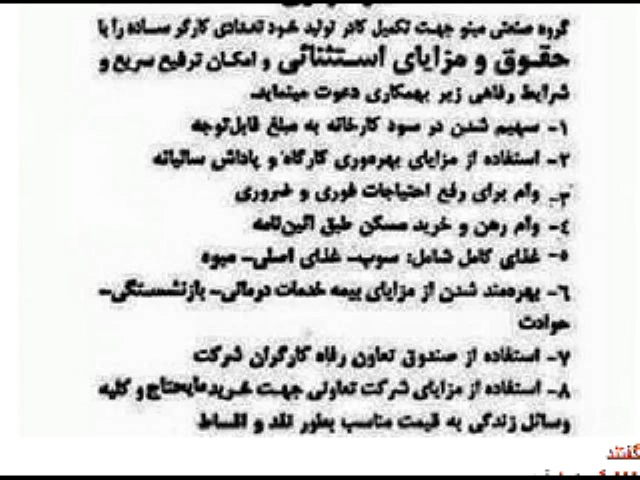 گروه صنعتی مینو جهت تکمیل کادر تولید خود تعدادی کارگر ساده را با
حقوق و مزایای استثنائی و امکان ترفیع سریع و
شرایط رفاهی زیر بهمکاری دعوت مینماید.
۱- سهیم شدن در سود کارخانه به مبلغ قابل‌توجه
۲- استفاده از مزایای بهره‌وری کارگاه و پاداش سالیانه
۳- وام برای رفع احتیاجات فوری و ضروری
۴- وام رهن و خرید مسکن طبق آئین‌نامه
۵- غذای کامل شامل: سوپ- غذای اصلی- میوه
۶- بهره‌مند شدن از مزایای بیمه خدمات درمانی- بازنشستگی-
حوادث
۷- استفاده از صندوق تعاون رفاه کارگران شرکت
۸- استفاده از مزایای شرکت تعاونی جهت خرید مایحتاج و کلیه
وسائل زندگی به قیمت مناسب بطور نقد و اقساط
گفتند